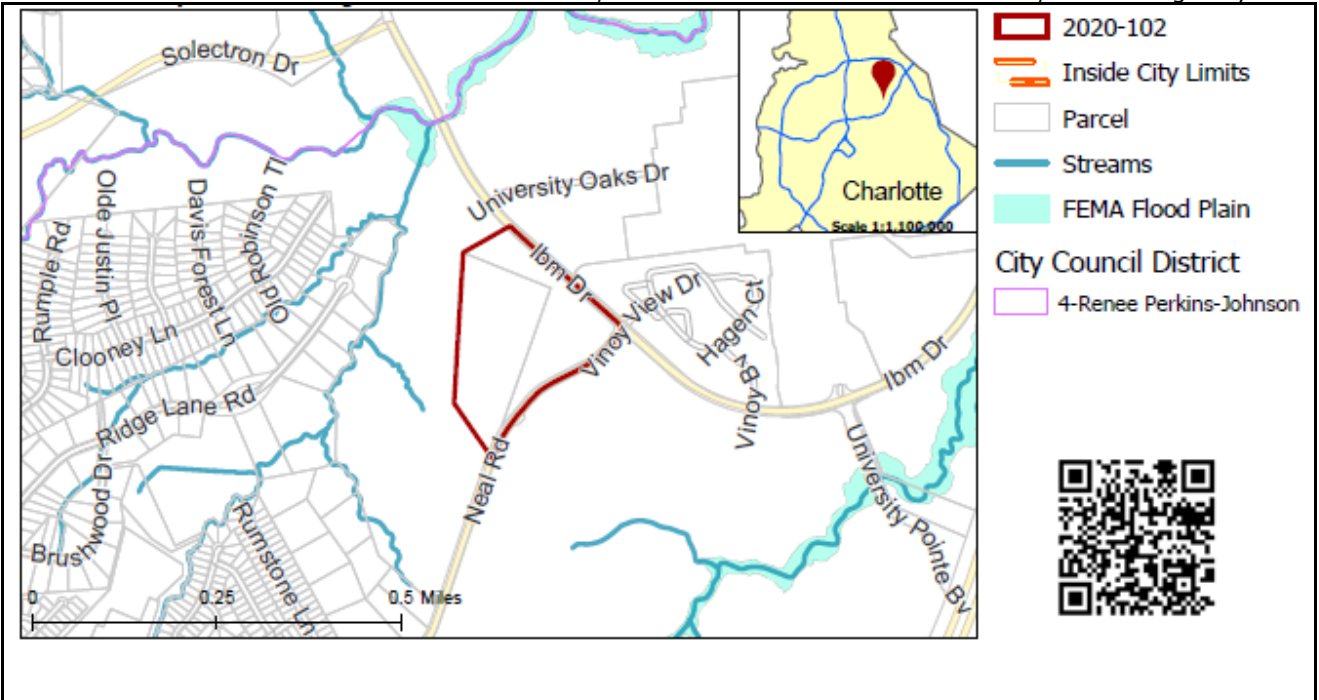 Solectron Dr
University Oaks Dr
Olde Justin Pl
Davis Forest Ln
Old Robinson Tl
Rumple Rd
Ibm Dr
Vinoy View Dr
Hagen Ct
Clooney Ln
Vinoy Bv
Ibm Dr
Ridge Lane Rd
Neal Rd
University Pointe Bv
Brushwood Dr
Rumstone Ln
0 0.25 0.5 Miles
Charlotte
Scale 1:1,100,000
2020-102
Inside City Limits
Parcel
Streams
FEMA Flood Plain
City Council District
4-Renee Perkins-Johnson